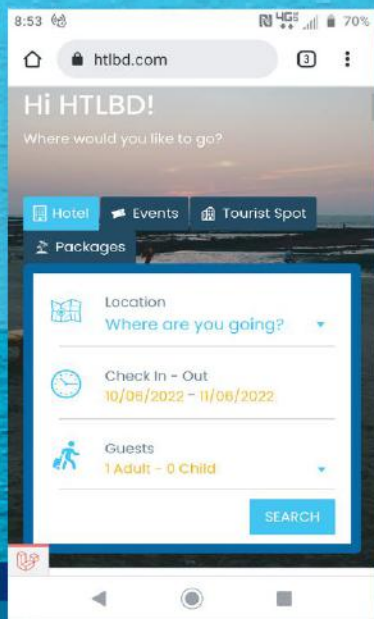 8:53
4G
70%
htlbd.com
3
Hi HTLBD!
Where would you like to go?
Hotel
Events
Tourist Spot
Packages
Location
Where are you going?
Check In - Out
10/06/2022 - 11/06/2022
Guests
1 Adult - 0 Child
SEARCH